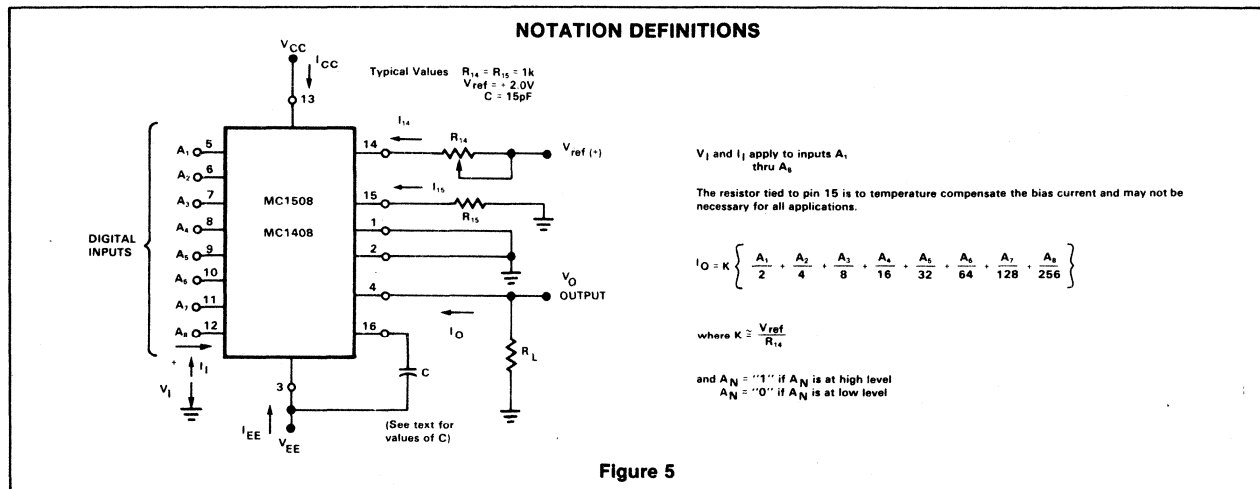 NOTATION DEFINITIONS
VCC
ICC
13
Typical Values R14 = R15 = 1k
Vref = + 2.0V
C = 15pF
DIGITAL
INPUTS
A1 5
A2 6
A3 7
A4 8
A5 9
A6 10
A7 11
A8 12
MC1508
MC1408
14
I14
R14
Vref (+)
15
I15
R15
1
2
4
VO
OUTPUT
IO
16
RL
C
+
II
VI
3
IEE
VEE
(See text for
values of C)
VI and II apply to inputs A1
thru A8
The resistor tied to pin 15 is to temperature compensate the bias current and may not be
necessary for all applications.
IO = K { A1/2 + A2/4 + A3/8 + A4/16 + A5/32 + A6/64 + A7/128 + A8/256 }
where K ≅ Vref/R14
and AN = "1" if AN is at high level
AN = "0" if AN is at low level
Figure 5